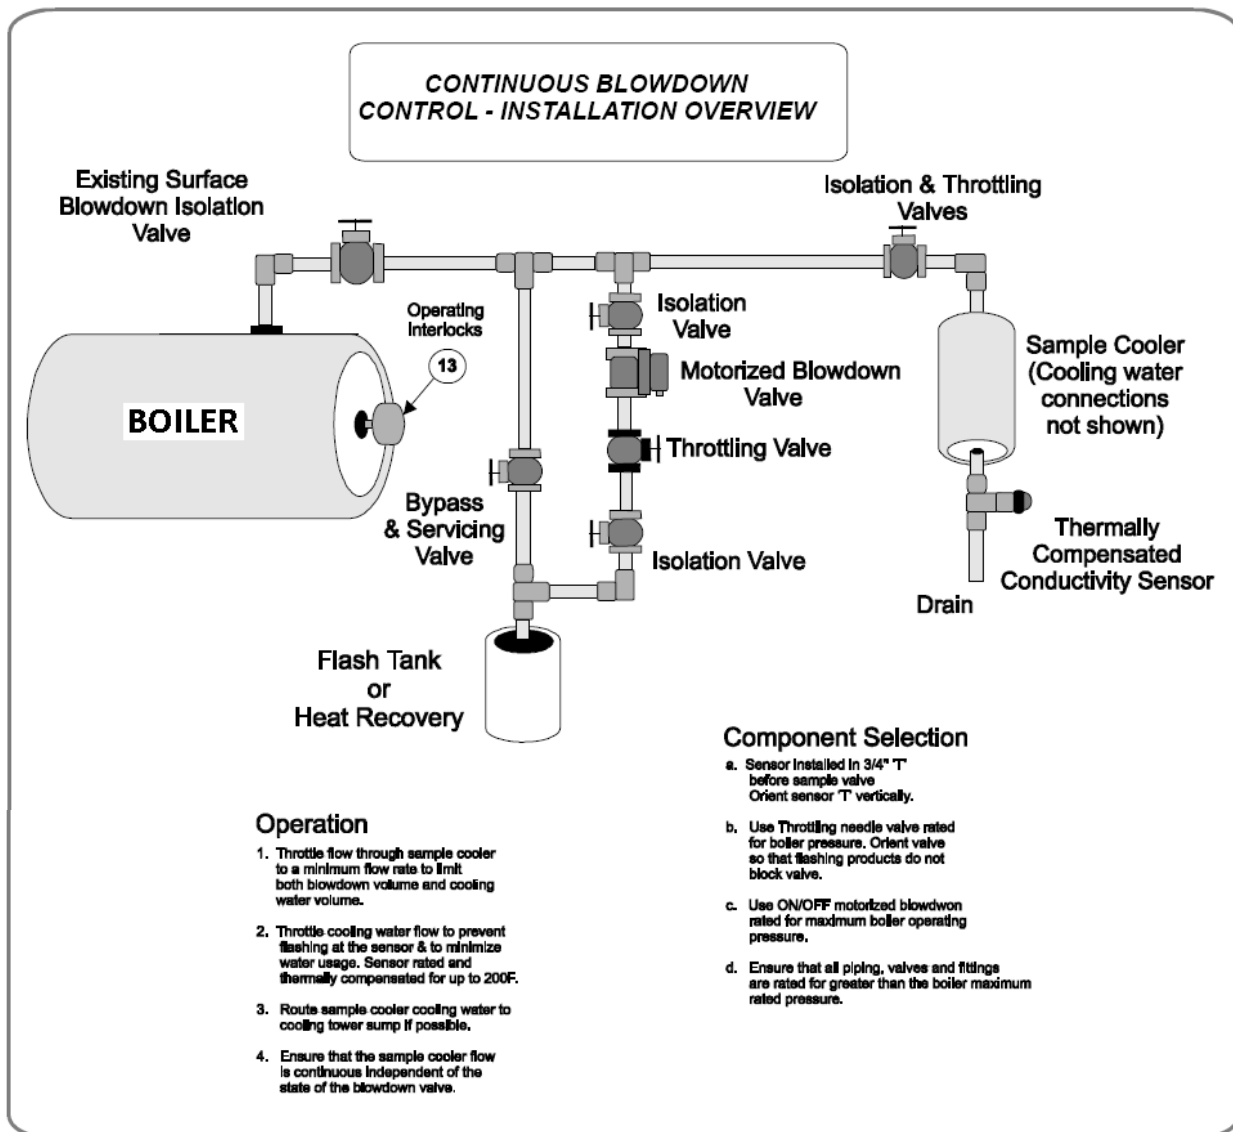 CONTINUOUS BLOWDOWN
CONTROL - INSTALLATION OVERVIEW
Existing Surface
Blowdown Isolation
Valve
Isolation & Throttling
Valves
Operating
Interlocks
13
BOILER
Isolation
Valve
Motorized Blowdown
Valve
Throttling Valve
Sample Cooler
(Cooling water
connections
not shown)
Bypass
& Servicing
Valve
Isolation Valve
Thermally
Compensated
Conductivity Sensor
Drain
Flash Tank
or
Heat Recovery
Operation
1. Throttle flow through sample cooler
to a minimum flow rate to limit
both blowdown volume and cooling
water volume.
2. Throttle cooling water flow to prevent
flashing at the sensor & to minimize
water usage. Sensor rated and
thermally compensated for up to 200F.
3. Route sample cooler cooling water to
cooling tower sump if possible.
4. Ensure that the sample cooler flow
is continuous independent of the
state of the blowdown valve.
Component Selection
a. Sensor installed in 3/4" 'T'
before sample valve
Orient sensor 'T' vertically.
b. Use Throttling needle valve rated
for boiler pressure. Orient valve
so that flashing products do not
block valve.
c. Use ON/OFF motorized blowdwon
rated for maximum boiler operating
pressure.
d. Ensure that all piping, valves and fittings
are rated for greater than the boiler maximum
rated pressure.